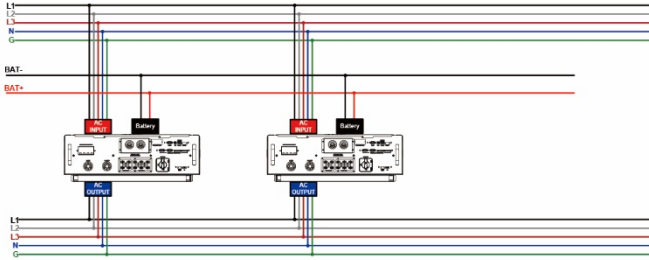 L1
L2
L3
N
G
BAT-
BAT+
AC
INPUT
Battery
AC
INPUT
Battery
AC
OUTPUT
AC
OUTPUT
L1
L2
L3
N
G